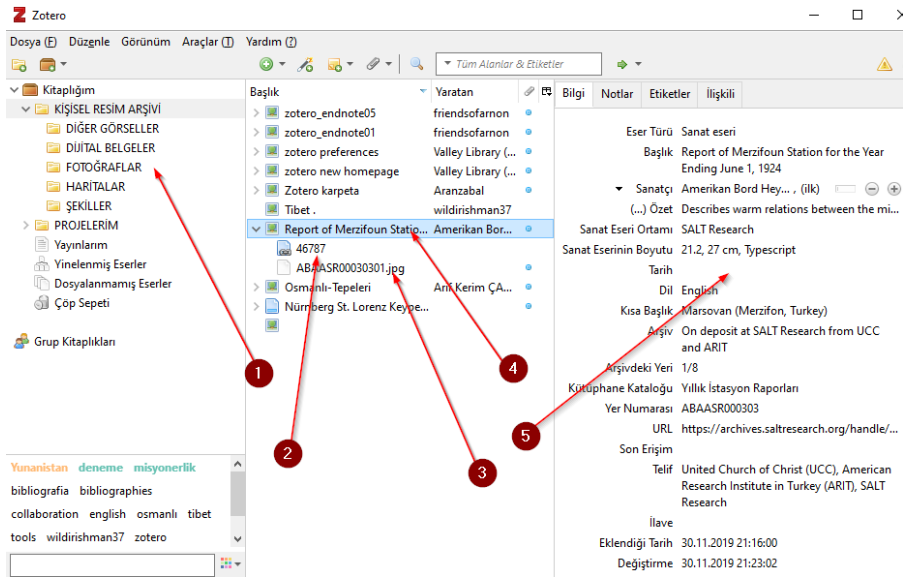 Zotero
Dosya (F) Düzenle Görünüm Araçlar (T) Yardım (?)
Tüm Alanlar & Etiketler
Kitaplığım
KİŞİSEL RESİM ARŞİVİ
DİĞER GÖRSELLER
DİJİTAL BELGELER
FOTOĞRAFLAR
HARİTALAR
ŞEKİLLER
PROJELERİM
Yayınlarım
Yinelenmiş Eserler
Dosyalanmamış Eserler
Çöp Sepeti
Grup Kitaplıkları
1
Yunanistan deneme misyonerlik
bibliografia bibliographies
collaboration english osmanlı tibet
tools wildirishman37 zotero
Başlık Yaratan
zotero_endnote05 friendsofarnon
zotero_endnote01 friendsofarnon
zotero preferences Valley Library (...
zotero new homepage Valley Library (...
Zotero karpeta Aranzabal
Tibet . wildirishman37
Report of Merzifoun Statio... Amerikan Bor...
46787
ABAASR00030301.jpg
Osmanlı-Tepeleri Arif Kerim ÇA...
Nürnberg St. Lorenz Keype...
4
2
3
5
Bilgi Notlar Etiketler İlişkili
Eser Türü Sanat eseri
Başlık Report of Merzifoun Station for the Year
Ending June 1, 1924
Sanatçı Amerikan Bord Hey... , (ilk)
(...) Özet Describes warm relations between the mi...
Sanat Eseri Ortamı SALT Research
Sanat Eserinin Boyutu 21.2, 27 cm, Typescript
Tarih
Dil English
Kısa Başlık Marsovan (Merzifon, Turkey)
Arşiv On deposit at SALT Research from UCC
and ARIT
Arşivdeki Yeri 1/8
Kütüphane Kataloğu Yıllık İstasyon Raporları
Yer Numarası ABAASR000303
URL https://archives.saltresearch.org/handle/...
Son Erişim
Telif United Church of Christ (UCC), American
Research Institute in Turkey (ARIT), SALT
Research
İlave
Eklendiği Tarih 30.11.2019 21:16:00
Değiştirme 30.11.2019 21:23:02